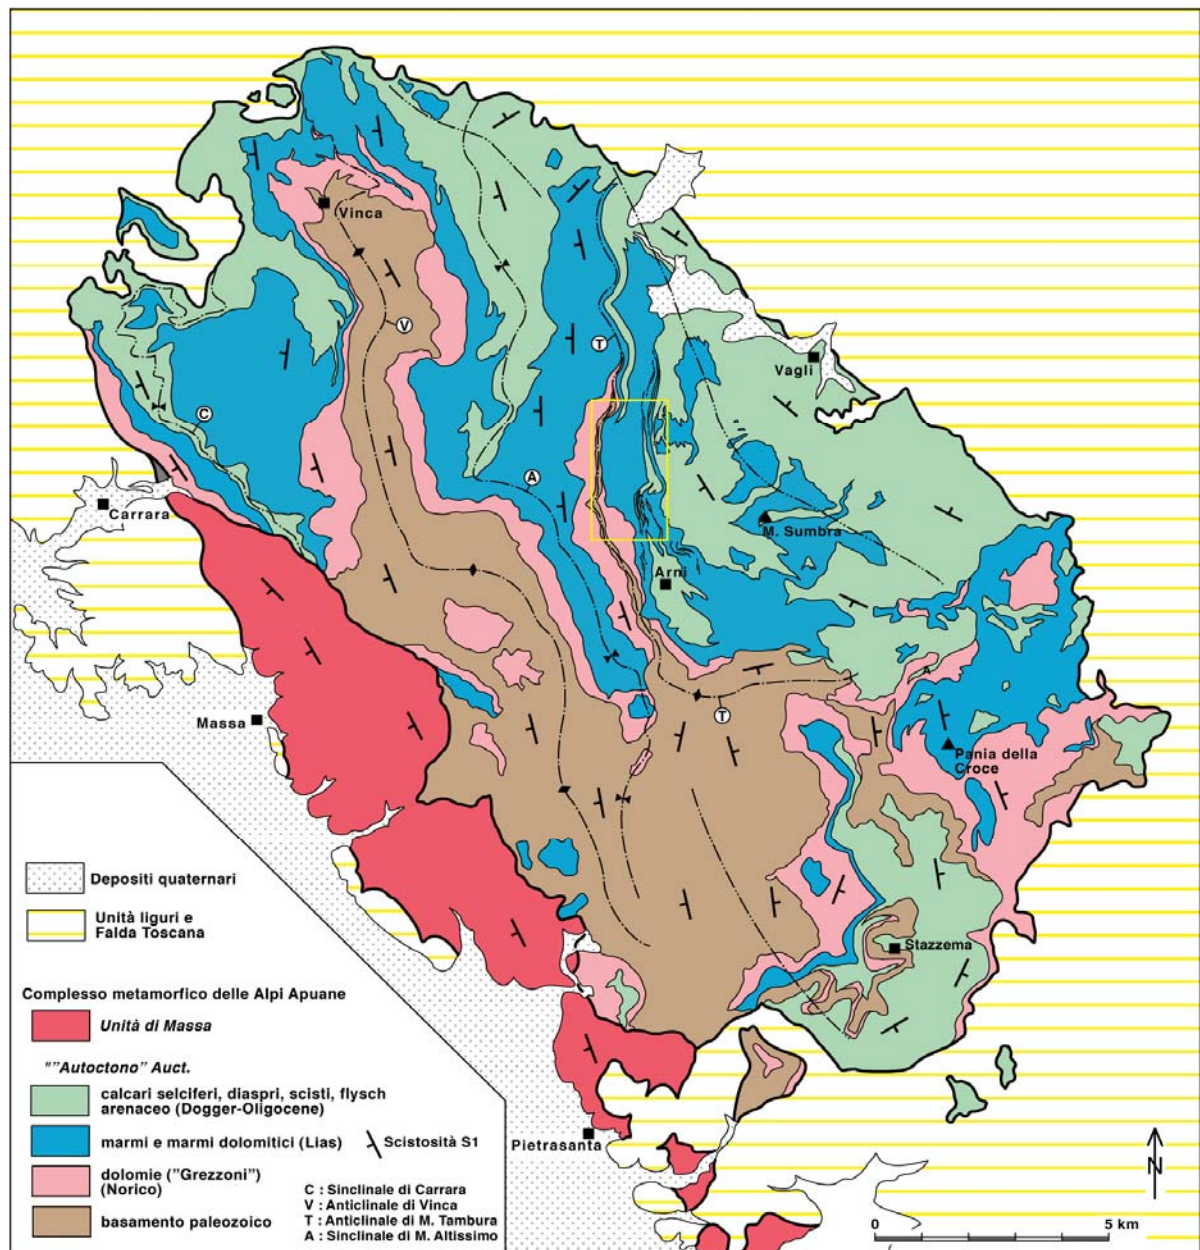 Vinca
V
T
Vagli
C
A
Carrara
M. Sumbra
Arni
Massa
T
Pania della
Croce
Stazzema
Pietrasanta
Depositi quaternari
Unità liguri e
Falda Toscana
Complesso metamorfico delle Alpi Apuane
Unità di Massa
""Autoctono" Auct.
calcari selciferi, diaspri, scisti, flysch
arenaceo (Dogger-Oligocene)
marmi e marmi dolomitici (Lias)
Scistosità S1
dolomie ("Grezzoni")
(Norico)
basamento paleozoico
C : Sinclinale di Carrara
V : Anticlinale di Vinca
T : Anticlinale di M. Tambura
A : Sinclinale di M. Altissimo
N
0 5 km